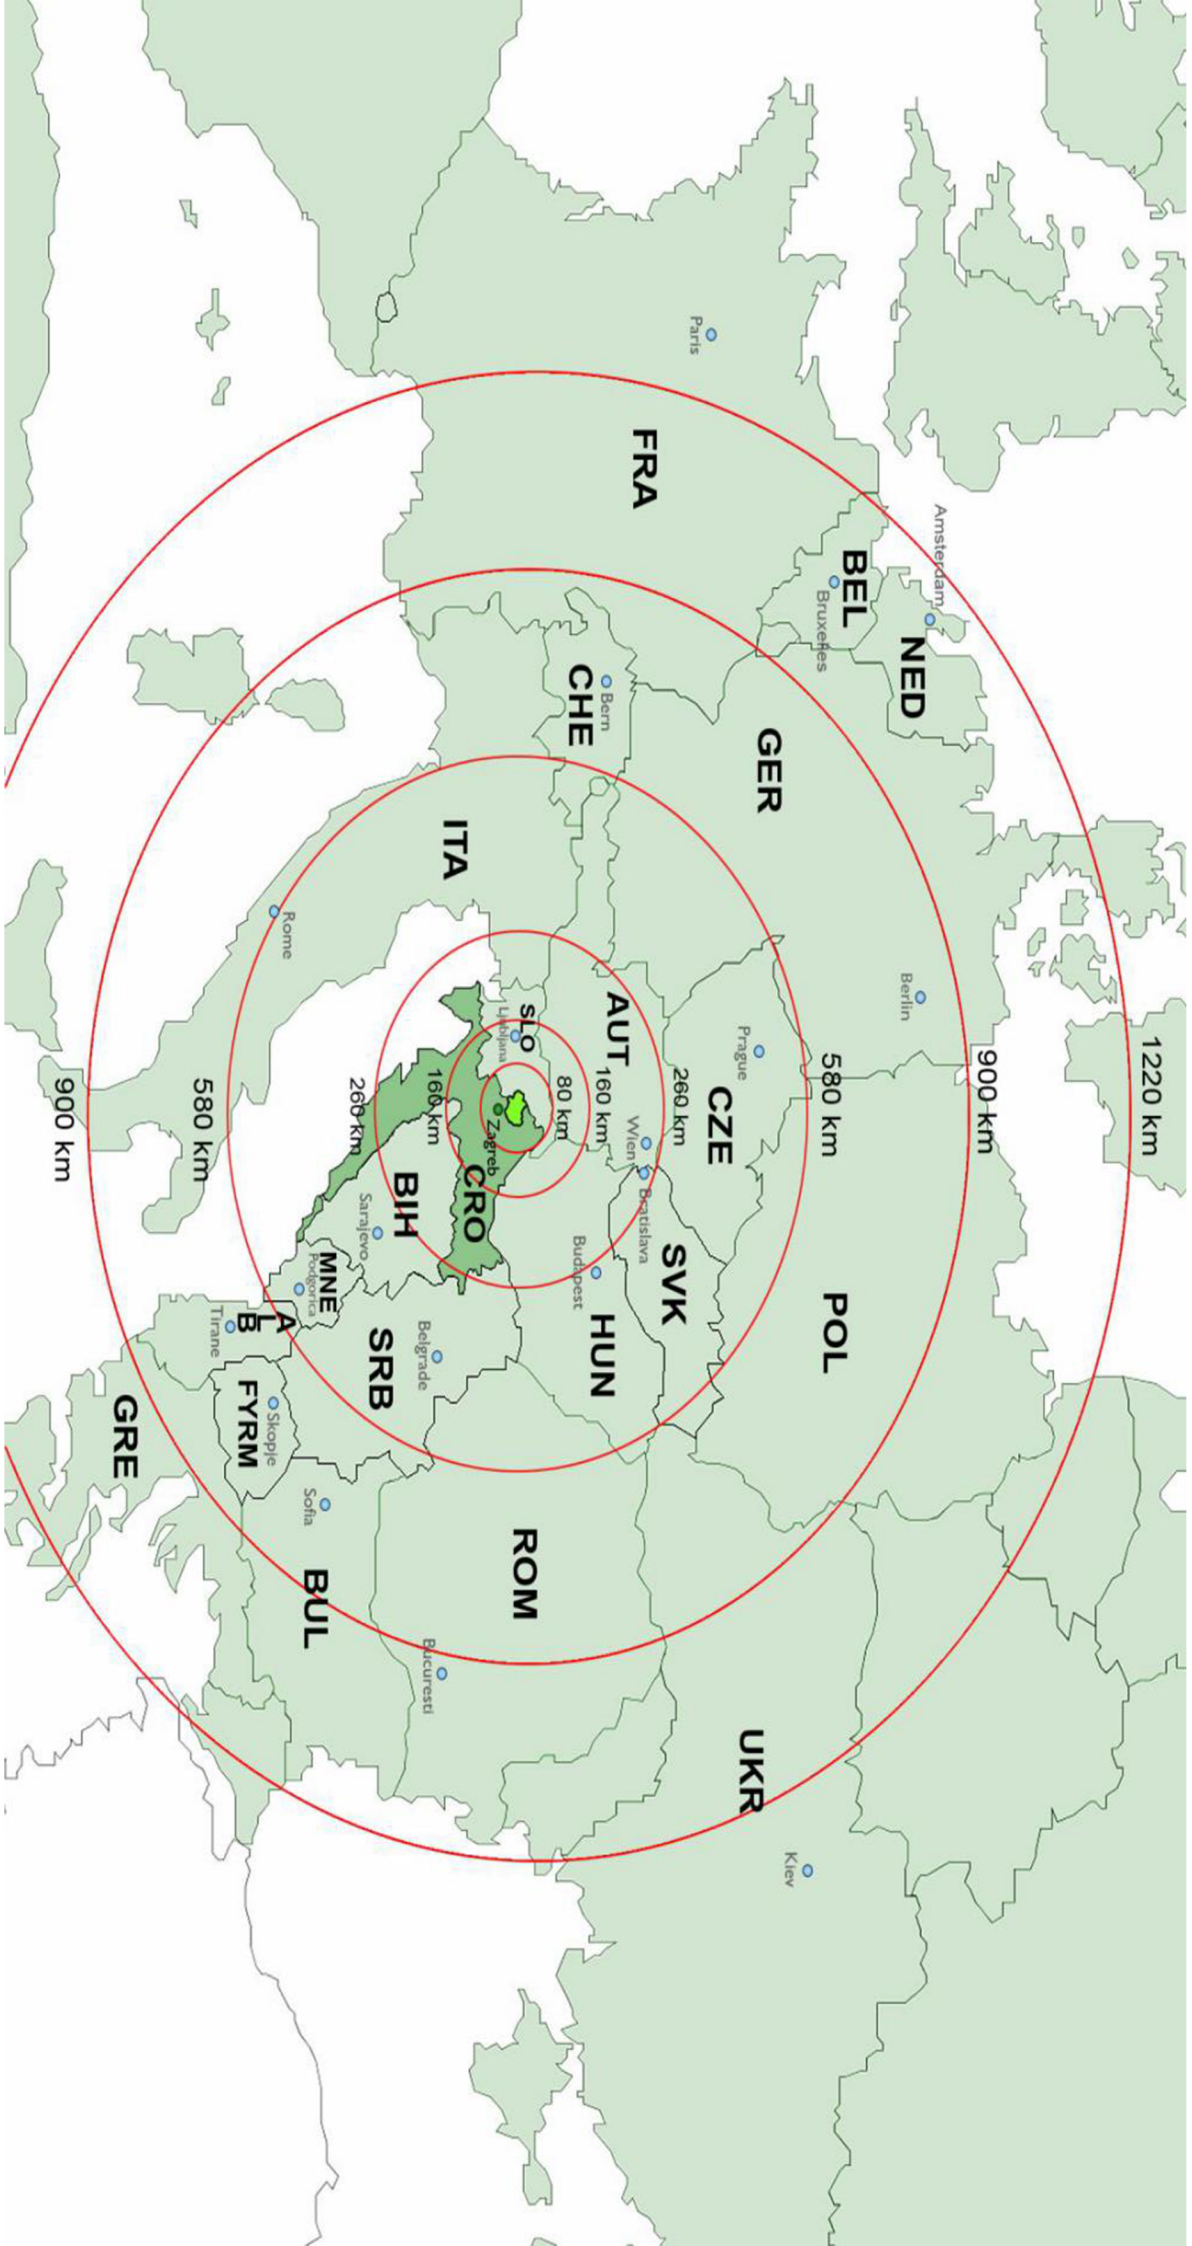 1220 km
900 km
Amsterdam
NED
Berlin
BEL
580 km
POL
Bruxelles
Kiev
GER
UKR
Prague
CZE
Paris
260 km
SVK
FRA
Bratislava
Wien
AUT
Bern
160 km
HUN
CHE
Budapest
80 km
SLO
ROM
Ljubljana
Zagreb
CRO
ITA
160 km
Bucuresti
Belgrade
BIH
SRB
Sarajevo
260 km
MNE
BUL
Podgorica
Sofia
Rome
A
L
B
Skopje
FYRM
Tirane
580 km
GRE
900 km